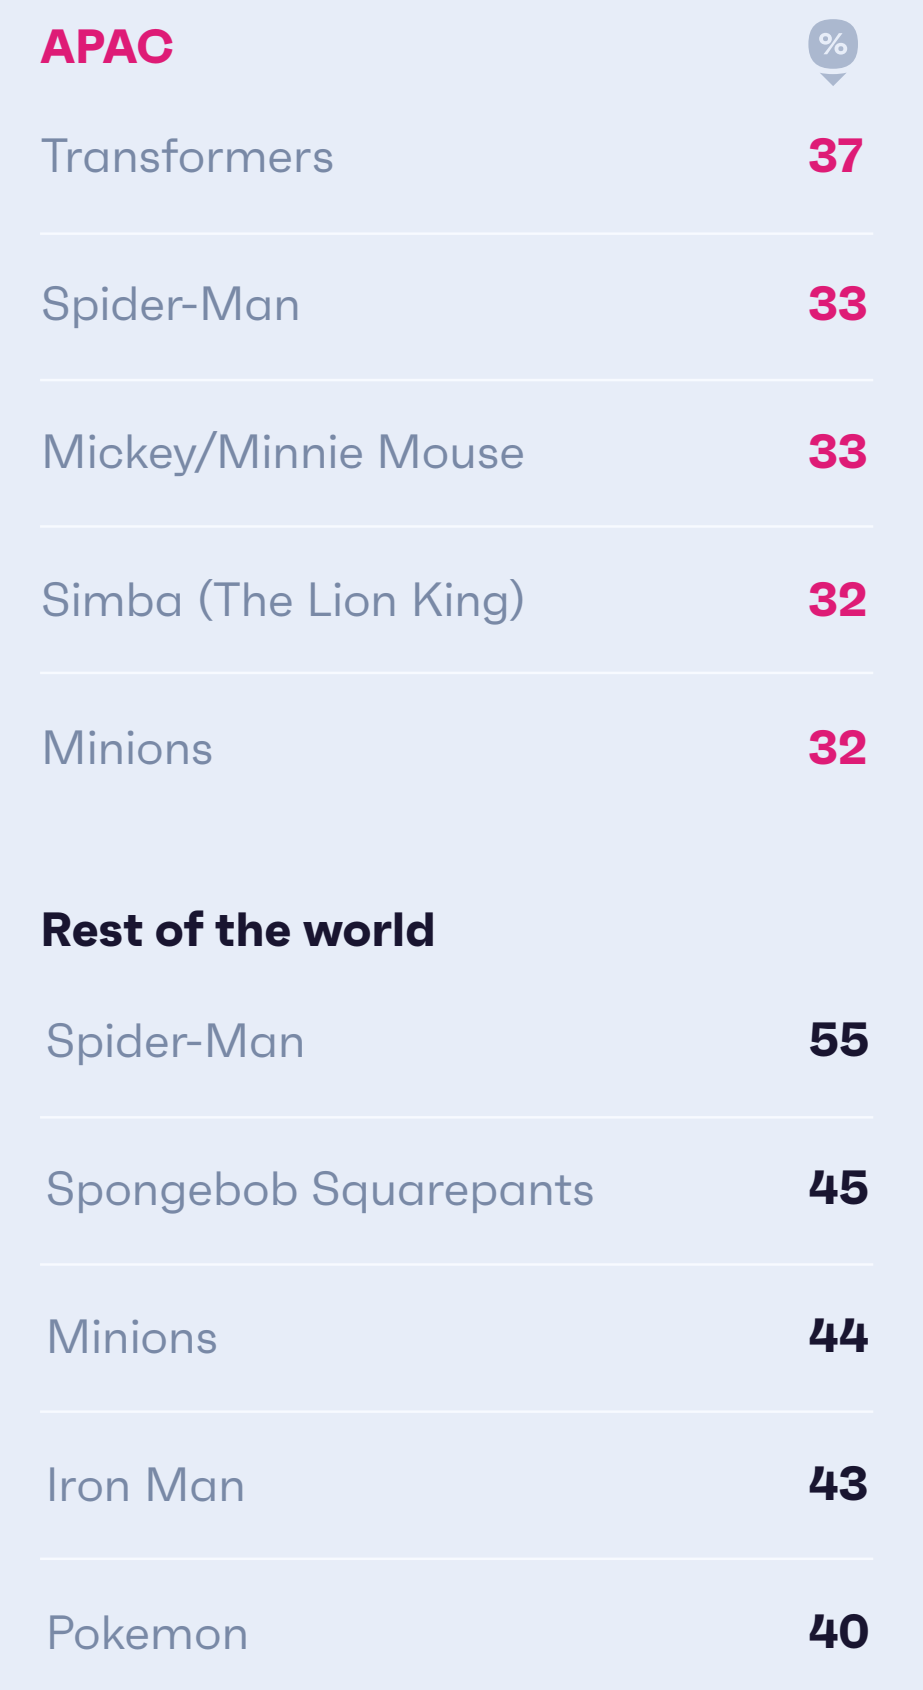 APAC %
Transformers 37
Spider-Man 33
Mickey/Minnie Mouse 33
Simba (The Lion King) 32
Minions 32
Rest of the world
Spider-Man 55
Spongebob Squarepants 45
Minions 44
Iron Man 43
Pokemon 40